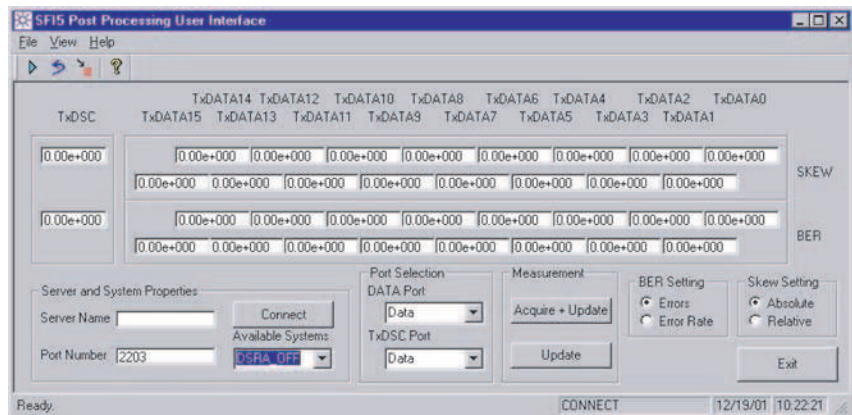 SFI5 Post Processing User Interface
File View Help
TxDATA14 TxDATA12 TxDATA10 TxDATA8 TxDATA6 TxDATA4 TxDATA2 TxDATA0
TxDSC TxDATA15 TxDATA13 TxDATA11 TxDATA9 TxDATA7 TxDATA5 TxDATA3 TxDATA1
0.00e+000 0.00e+000 0.00e+000 0.00e+000 0.00e+000 0.00e+000 0.00e+000 0.00e+000 0.00e+000
SKEW
0.00e+000 0.00e+000 0.00e+000 0.00e+000 0.00e+000 0.00e+000 0.00e+000 0.00e+000
0.00e+000 0.00e+000 0.00e+000 0.00e+000 0.00e+000 0.00e+000 0.00e+000 0.00e+000 0.00e+000
BER
0.00e+000 0.00e+000 0.00e+000 0.00e+000 0.00e+000 0.00e+000 0.00e+000 0.00e+000
Server and System Properties
Server Name
Connect
Available Systems
Port Number 2203
DSRA_OFF
Port Selection
DATA Port
Data
TxDSC Port
Data
Measurement
Acquire + Update
Update
BER Setting
Errors
Error Rate
Skew Setting
Absolute
Relative
Exit
Ready. CONNECT 12/19/01 10:22:21